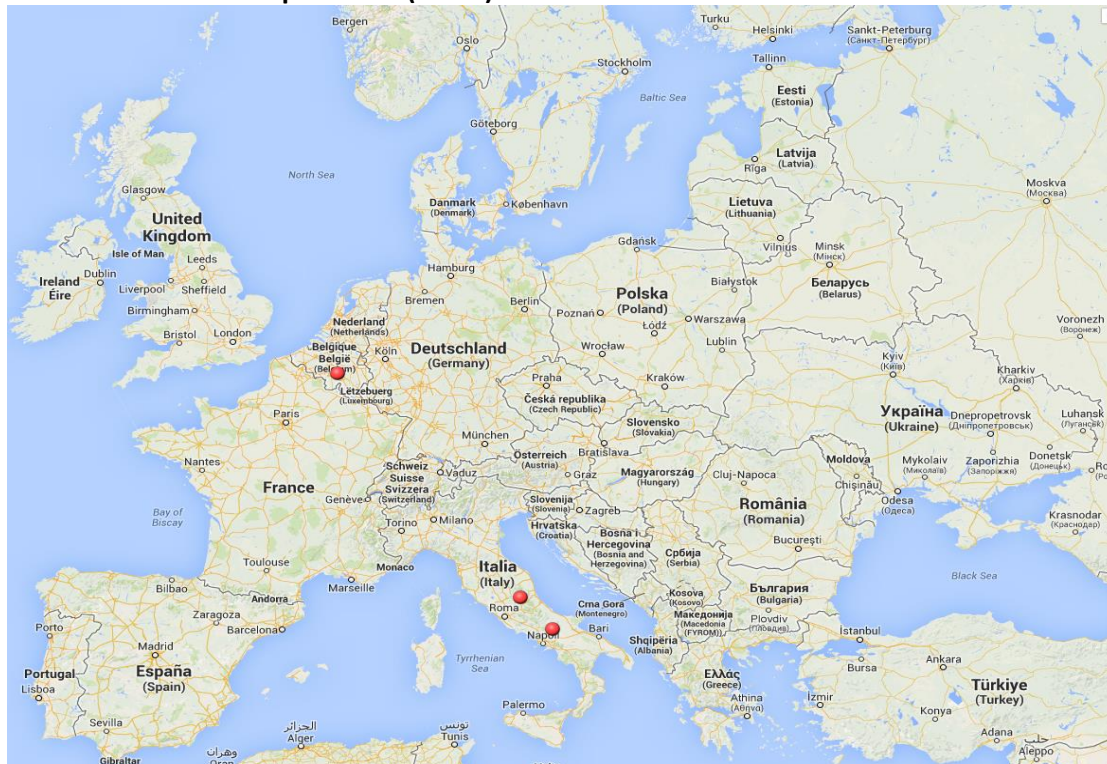 Bergen
Oslo
Turku
Helsinki
Sankt-Peterburg
(Санкт-Петербург)
Stockholm
Tallinn
Baltic Sea
Eesti
(Estonia)
Göteborg
Latvija
(Latvia)
Rīga
North Sea
Glasgow
Moskva
(Москва)
Danmark
(Denmark)
København
Lietuva
(Lithuania)
United
Kingdom
Gdańsk
Vilnius
Minsk
(Мінск)
Isle of Man
Leeds
Ireland
Éire
Dublin
Hamburg
Liverpool
Sheffield
Bremen
Berlin
Białystok
Беларусь
(Belarus)
Polska
(Poland)
Birmingham
Poznań
Warszawa
Łódź
Voronezh
(Воронеж)
Nederland
(Netherlands)
Bristol
London
Belgique
België
Köln
Deutschland
(Germany)
Wrocław
Lublin
Kyiv
(Київ)
Kharkiv
(Харків)
Lëtzebuerg
(Luxembourg)
Praha
Česká republika
(Czech Republic)
Kraków
Paris
Україна
(Ukraine)
Dnepropetrovsk
(Дніпропетровськ)
Luhansk
(Луганськ)
Slovensko
(Slovakia)
München
Österreich
(Austria)
Bratislava
Nantes
Schweiz
Suisse
Svizzera
(Switzerland)
Vaduz
Graz
Magyarország
(Hungary)
Cluj-Napoca
Moldova
Chișinău
Mykolaiv
(Миколаїв)
Zaporizhia
(Запоріжжя)
Donetsk
(Донецьк)
France
Genève
Slovenija
(Slovenia)
Zagreb
Odesa
(Одеса)
România
(Romania)
Bay of
Biscay
Torino
Milano
Hrvatska
(Croatia)
Bosna i
Hercegovina
(Bosnia and
Herzegovina)
Србија
(Serbia)
București
Krasnodar
(Краснодар)
Toulouse
Monaco
Italia
(Italy)
Bilbao
Marseille
Black Sea
Andorra
Kosova
(Kosovo)
България
(Bulgaria)
Zaragoza
Roma
Crna Gora
(Montenegro)
Македонија
(Macedonia
(FYROM))
Plovdiv
(Пловдив)
Porto
Barcelona
Bari
İstanbul
Madrid
Shqipëria
(Albania)
Portugal
España
(Spain)
Tyrrhenian
Sea
Ελλάς
(Greece)
Bursa
Ankara
Lisboa
Türkiye
(Turkey)
Athina
(Αθήνα)
İzmir
Palermo
Konya
Sevilla
الجزائر
Alger
تونس
Tunis
Adana
حلب
Aleppo
وهران
Gibraltar